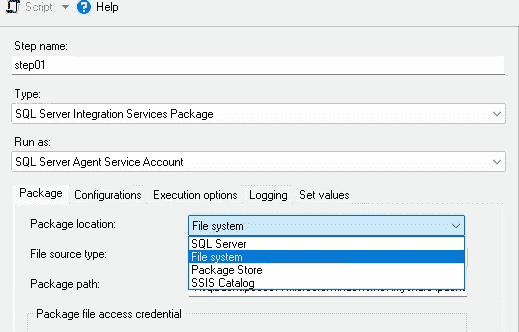 Script Help
Step name:
step01
Type:
SQL Server Integration Services Package
Run as:
SQL Server Agent Service Account
Package Configurations Execution options Logging Set values
Package location: File system
SQL Server
File source type: File system
Package Store
Package path: SSIS Catalog
Package file access credential